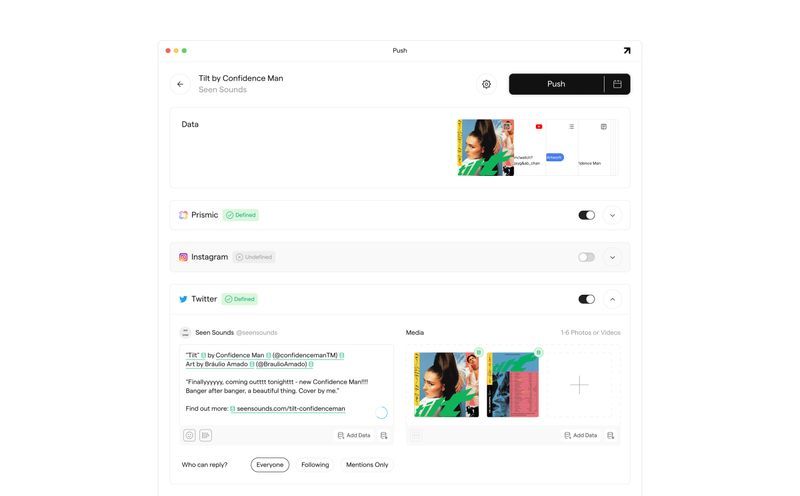 Push
Tilt by Confidence Man
Seen Sounds
Push
Data
Artwork
Prismic
Defined
Instagram
Undefined
Twitter
Defined
Seen Sounds @seensounds
Media
1-6 Photos or Videos
"Tilt" by Confidence Man (@confidencemanTM)
Art by Bráulio Amado (@BraulioAmado)
"Finallyyyyyy, coming outttt tonighttt - new Confidence Man!!!!
Banger after banger, a beautiful thing. Cover by me."
Find out more: seensounds.com/tilt-confidenceman
Add Data
Add Data
Who can reply?
Everyone
Following
Mentions Only